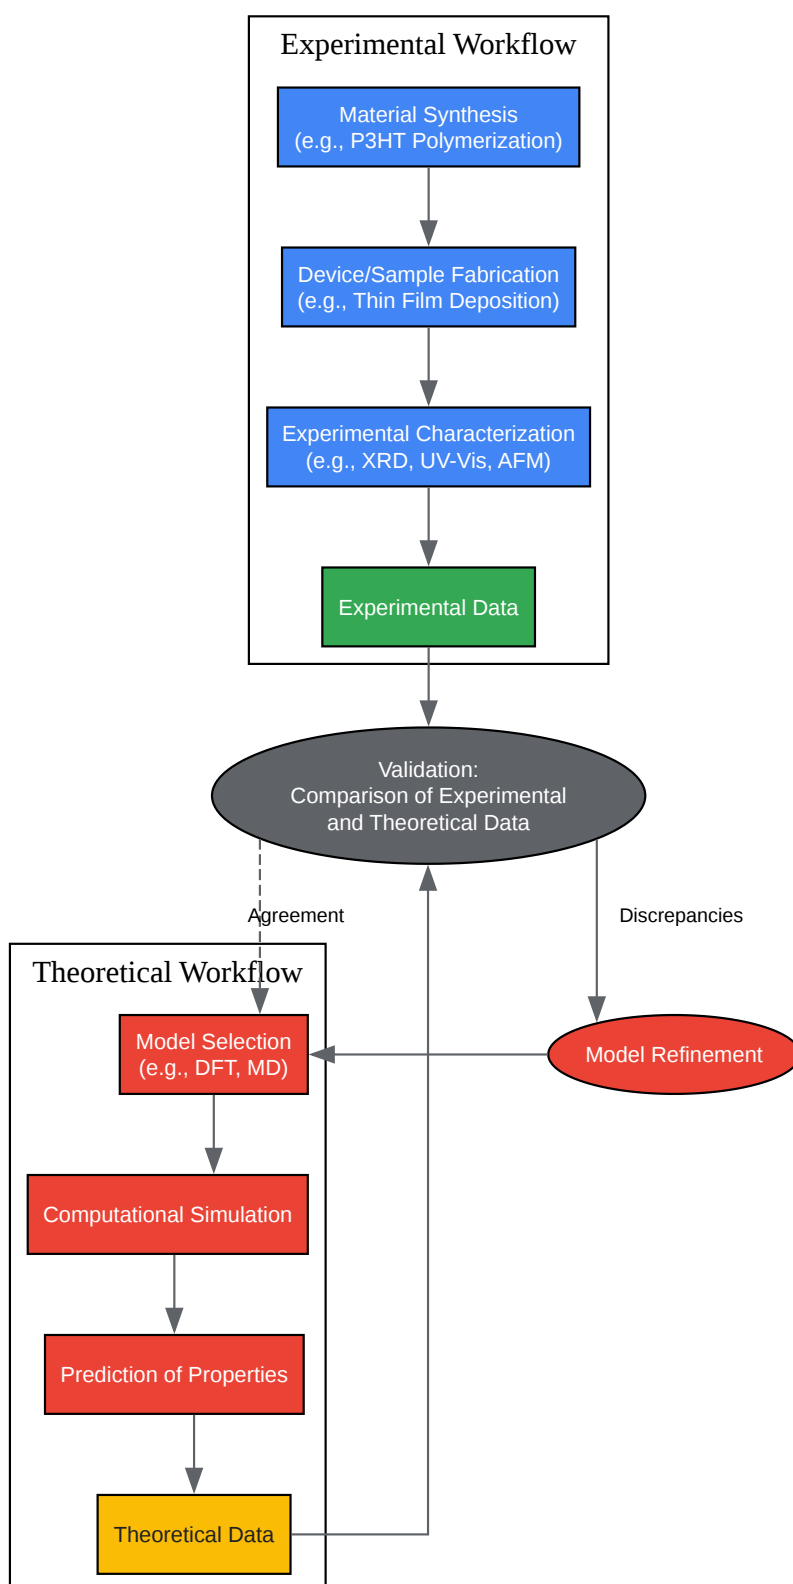 Experimental Workflow
Material Synthesis
(e.g., P3HT Polymerization)
Device/Sample Fabrication
(e.g., Thin Film Deposition)
Experimental Characterization
(e.g., XRD, UV-Vis, AFM)
Experimental Data
Validation:
Comparison of Experimental
and Theoretical Data
Agreement
Discrepancies
Theoretical Workflow
Model Selection
(e.g., DFT, MD)
Model Refinement
Computational Simulation
Prediction of Properties
Theoretical Data